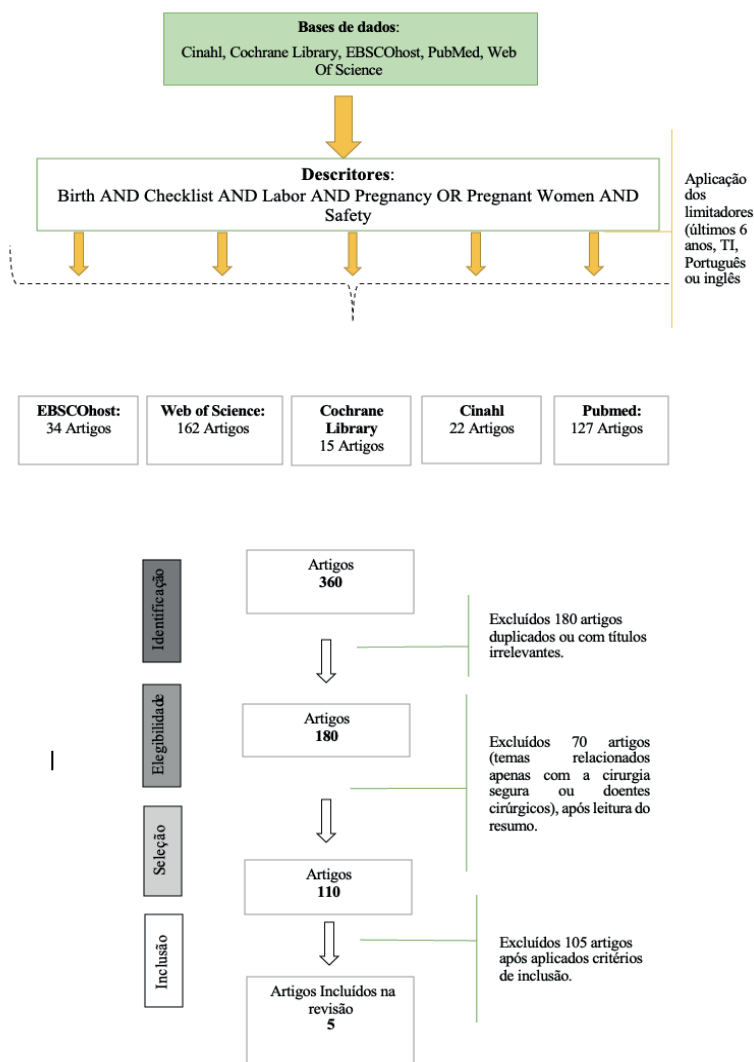 Bases de dados:
Cinahl, Cochrane Library, EBSCOhost, PubMed, Web
Of Science
Descritores:
Birth AND Checklist AND Labor AND Pregnancy OR Pregnant Women AND
Safety
Aplicação
dos
limitadores
(últimos 6
anos, TI,
Português
ou inglês
EBSCOhost:
34 Artigos
Web of Science:
162 Artigos
Cochrane
Library
15 Artigos
Cinahl
22 Artigos
Pubmed:
127 Artigos
Identificação
Artigos
360
Excluídos 180 artigos
duplicados ou com títulos
irrelevantes.
Elegibilidade
Artigos
180
Excluídos 70 artigos
(temas relacionados
apenas com a cirurgia
segura ou doentes
cirúrgicos), após leitura do
resumo.
Seleção
Artigos
110
Inclusão
Excluídos 105 artigos
após aplicados critérios
de inclusão.
Artigos Incluídos na
revisão
5